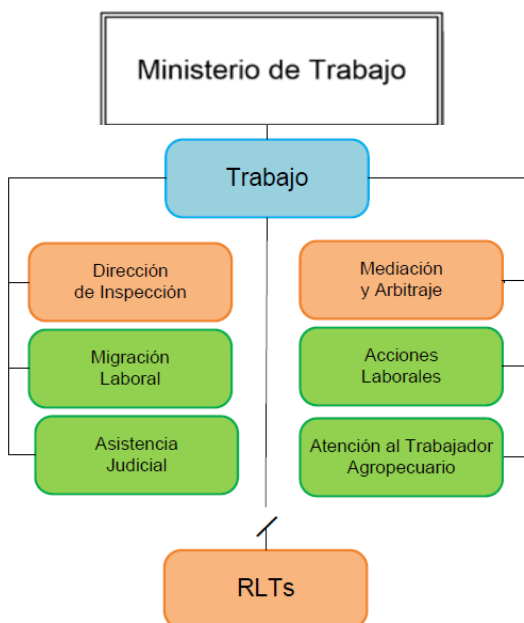 Ministerio de Trabajo
Trabajo
Dirección
de Inspección
Mediación
y Arbitraje
Migración
Laboral
Acciones
Laborales
Asistencia
Judicial
Atención al Trabajador
Agropecuario
RLTs